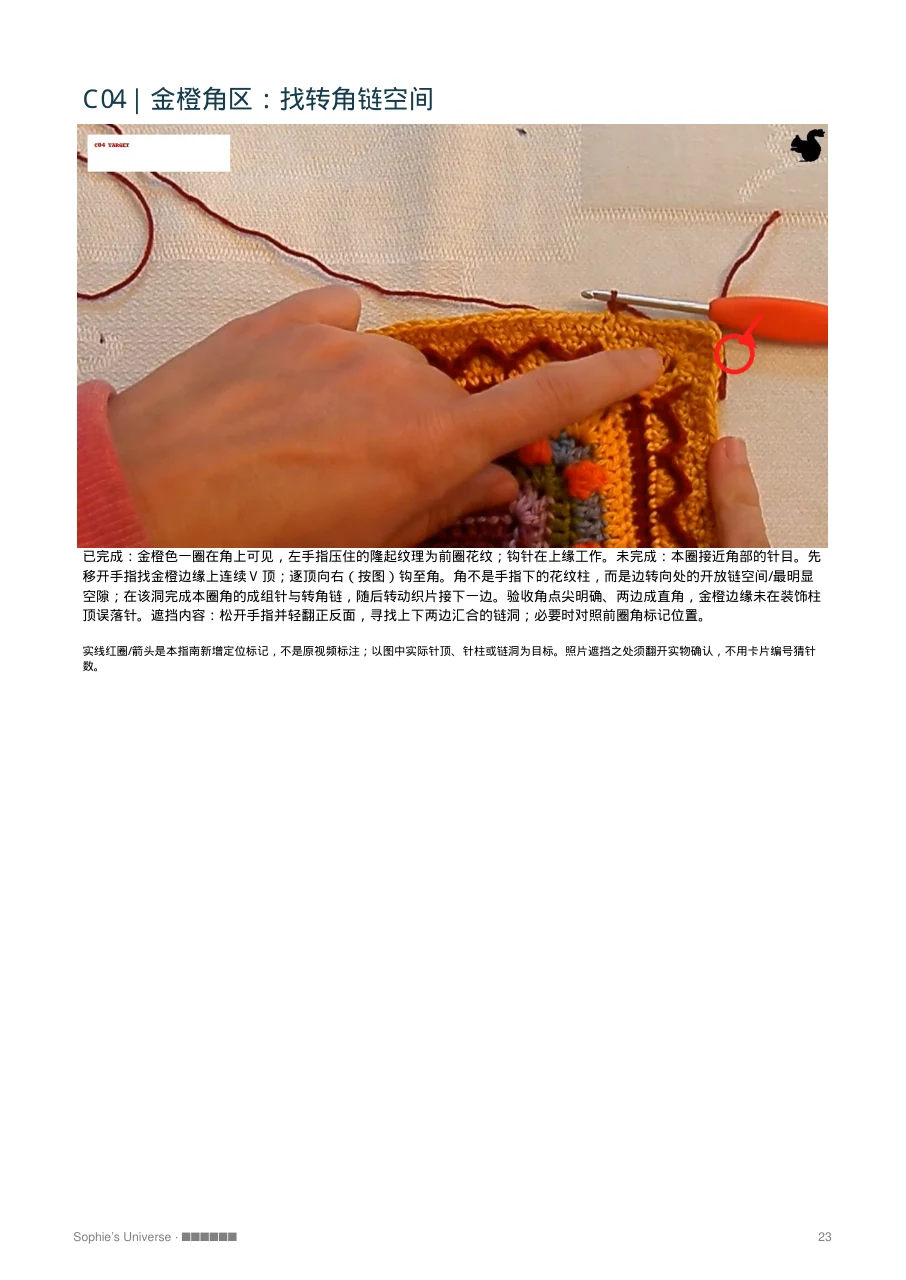 C04 | 金橙角区：找转角链空间
C04 TARGET
已完成：金橙色一圈在角上可见，左手指压住的隆起纹理为前圈花纹；钩针在上缘工作。未完成：本圈接近角部的针目。先
移开手指找金橙边缘上连续 V 顶；逐顶向右（按图）钩至角。角不是手指下的花纹柱，而是边转向处的开放链空间/最明显
空隙；在该洞完成本圈角的成组针与转角链，随后转动织片接下一边。验收角点尖明确、两边成直角，金橙边缘未在装饰柱
顶误落针。遮挡内容：松开手指并轻翻正反面，寻找上下两边汇合的链洞；必要时对照前圈角标记位置。
实线红圈/箭头是本指南新增定位标记，不是原视频标注；以图中实际针顶、针柱或链洞为目标。照片遮挡之处须翻开实物确认，不用卡片编号猜针
数。
Sophie's Universe · ■■■■■■
23